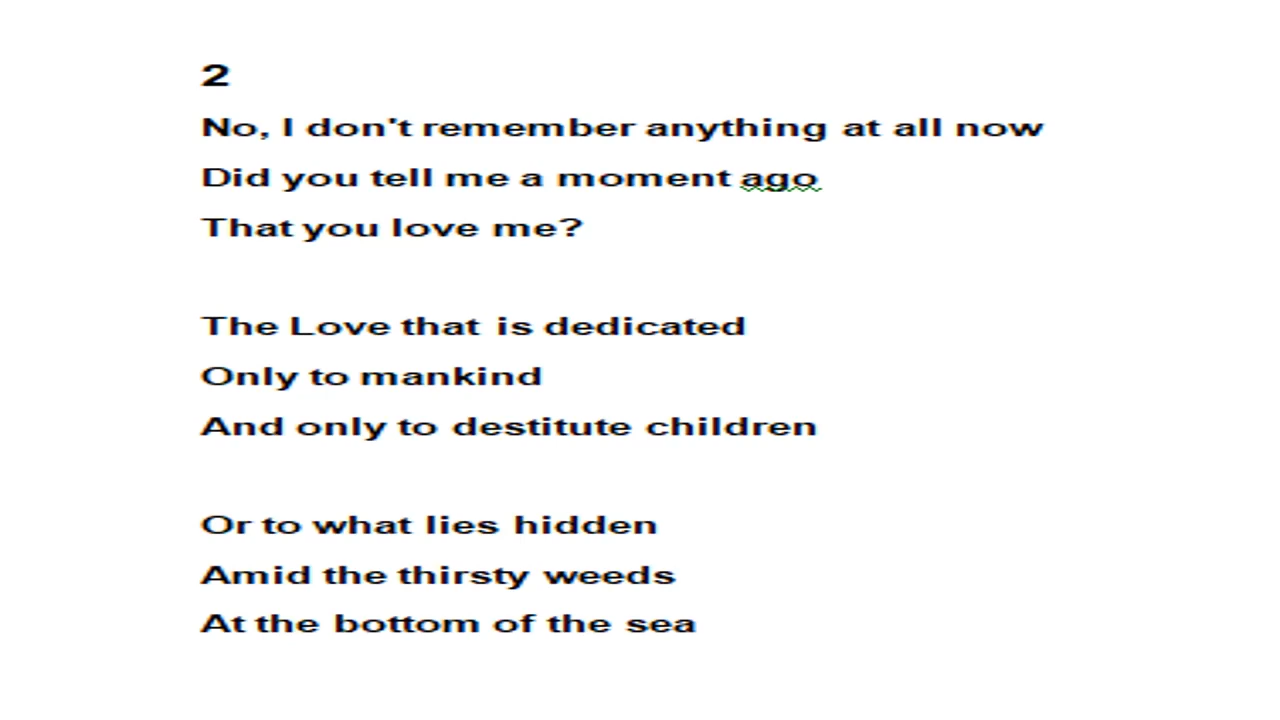 2
No, I don't remember anything at all now
Did you tell me a moment ago
That you love me?
The Love that is dedicated
Only to mankind
And only to destitute children
Or to what lies hidden
Amid the thirsty weeds
At the bottom of the sea